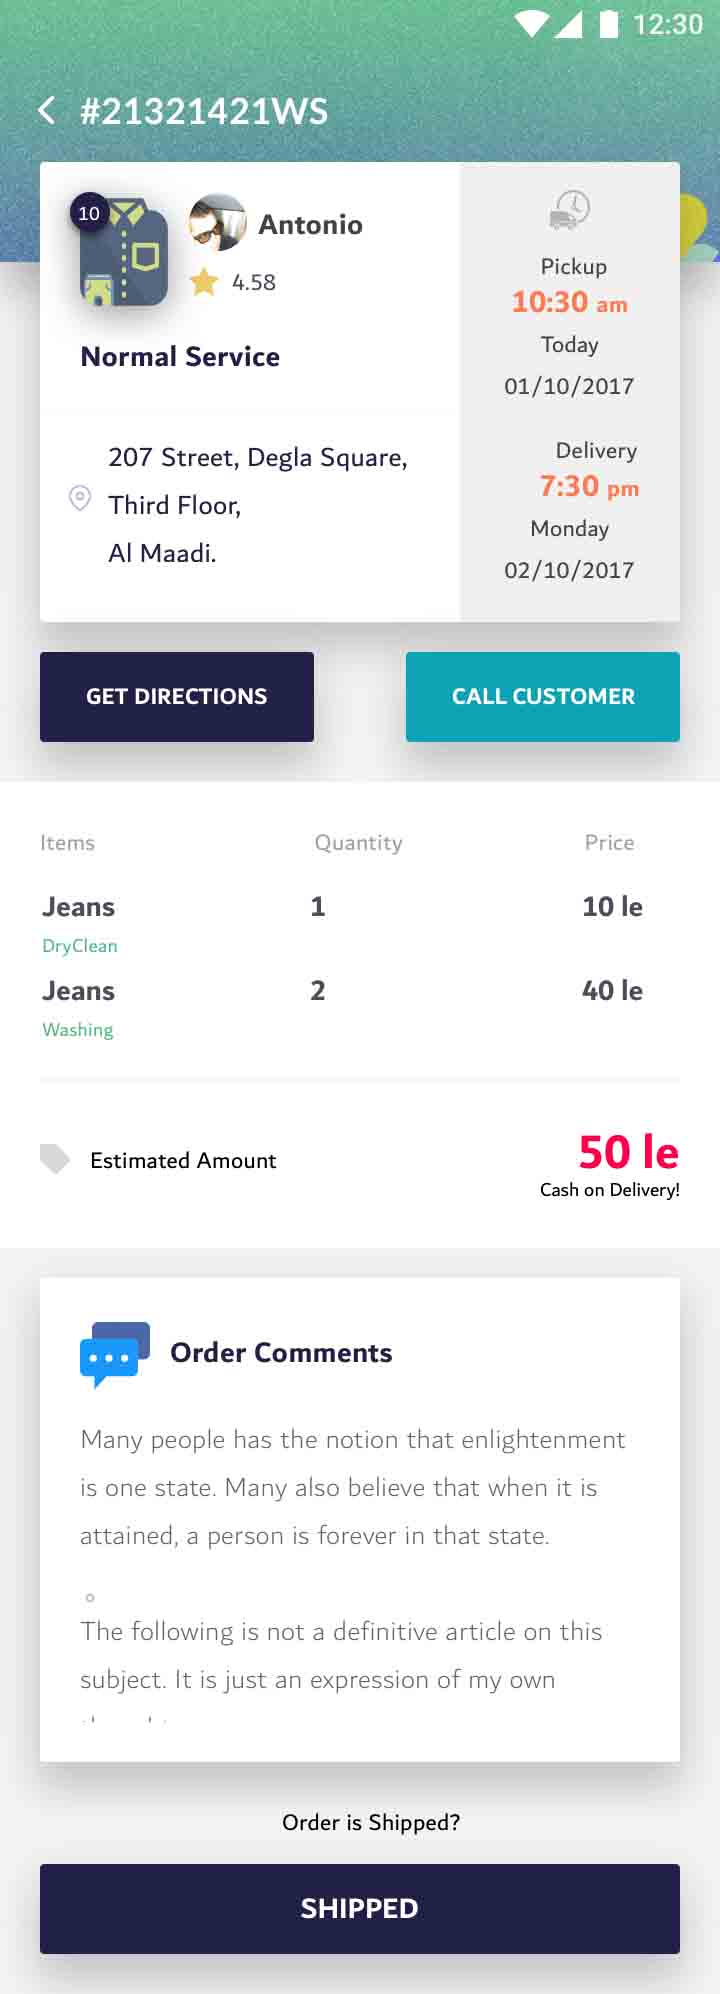 12:30
#21321421WS
10
Antonio
4.58
Normal Service
207 Street, Degla Square,
Third Floor,
Al Maadi.
Pickup
10:30 am
Today
01/10/2017
Delivery
7:30 pm
Monday
02/10/2017
GET DIRECTIONS
CALL CUSTOMER
Items Quantity Price
Jeans 1 10 le
DryClean
Jeans 2 40 le
Washing
Estimated Amount 50 le
Cash on Delivery!
Order Comments
Many people has the notion that enlightenment
is one state. Many also believe that when it is
attained, a person is forever in that state.
The following is not a definitive article on this
subject. It is just an expression of my own
Order is Shipped?
SHIPPED